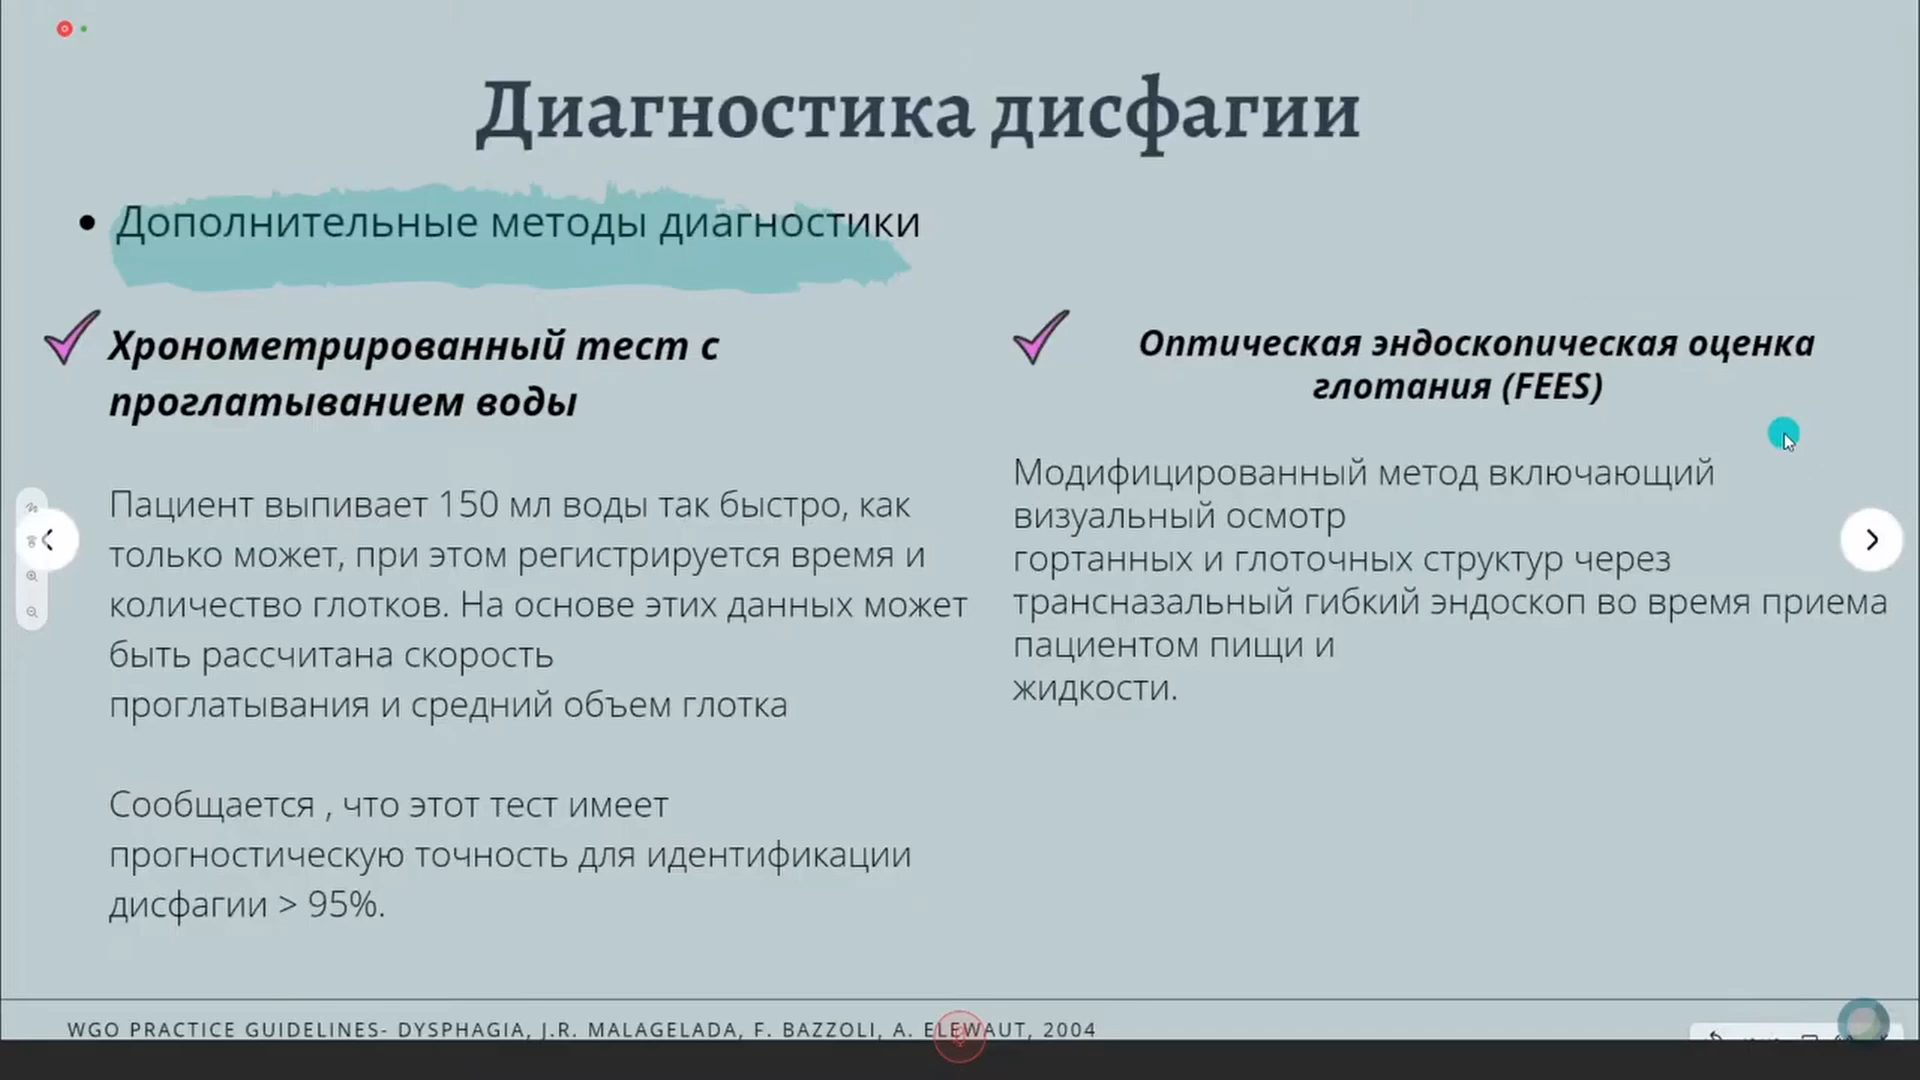 Диагностика дисфагии
• Дополнительные методы диагностики
Хронометрированный тест с
проглатыванием воды
Пациент выпивает 150 мл воды так быстро, как
только может, при этом регистрируется время и
количество глотков. На основе этих данных может
быть рассчитана скорость
проглатывания и средний объем глотка
Сообщается , что этот тест имеет
прогностическую точность для идентификации
дисфагии > 95%.
Оптическая эндоскопическая оценка
глотания (FEES)
Модифицированный метод включающий
визуальный осмотр
гортанных и глоточных структур через
трансназальный гибкий эндоскоп во время приема
пациентом пищи и
жидкости.
WGO PRACTICE GUIDELINES- DYSPHAGIA, J.R. MALAGELADA, F. BAZZOLI, A. ELEWAUT, 2004